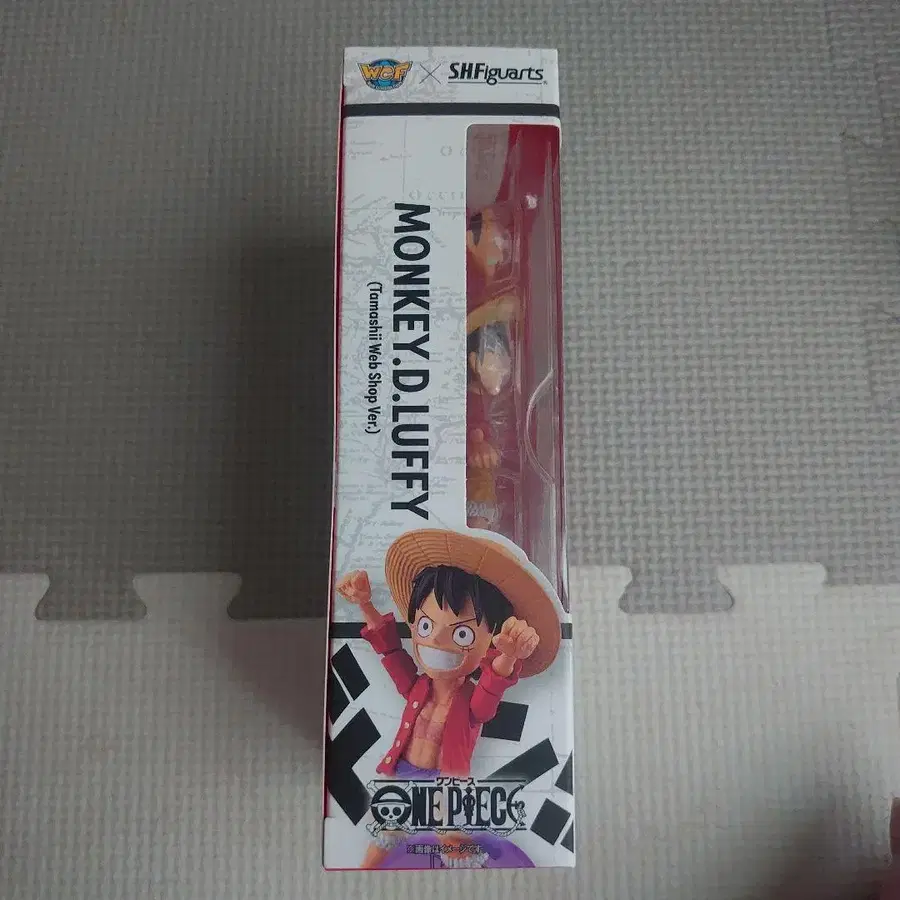 WCF × S.H.Figuarts
MONKEY.D.LUFFY
(Tamashii Web Shop Ver.)
ワンピース
ONE PIECE
※画像はイメージです。